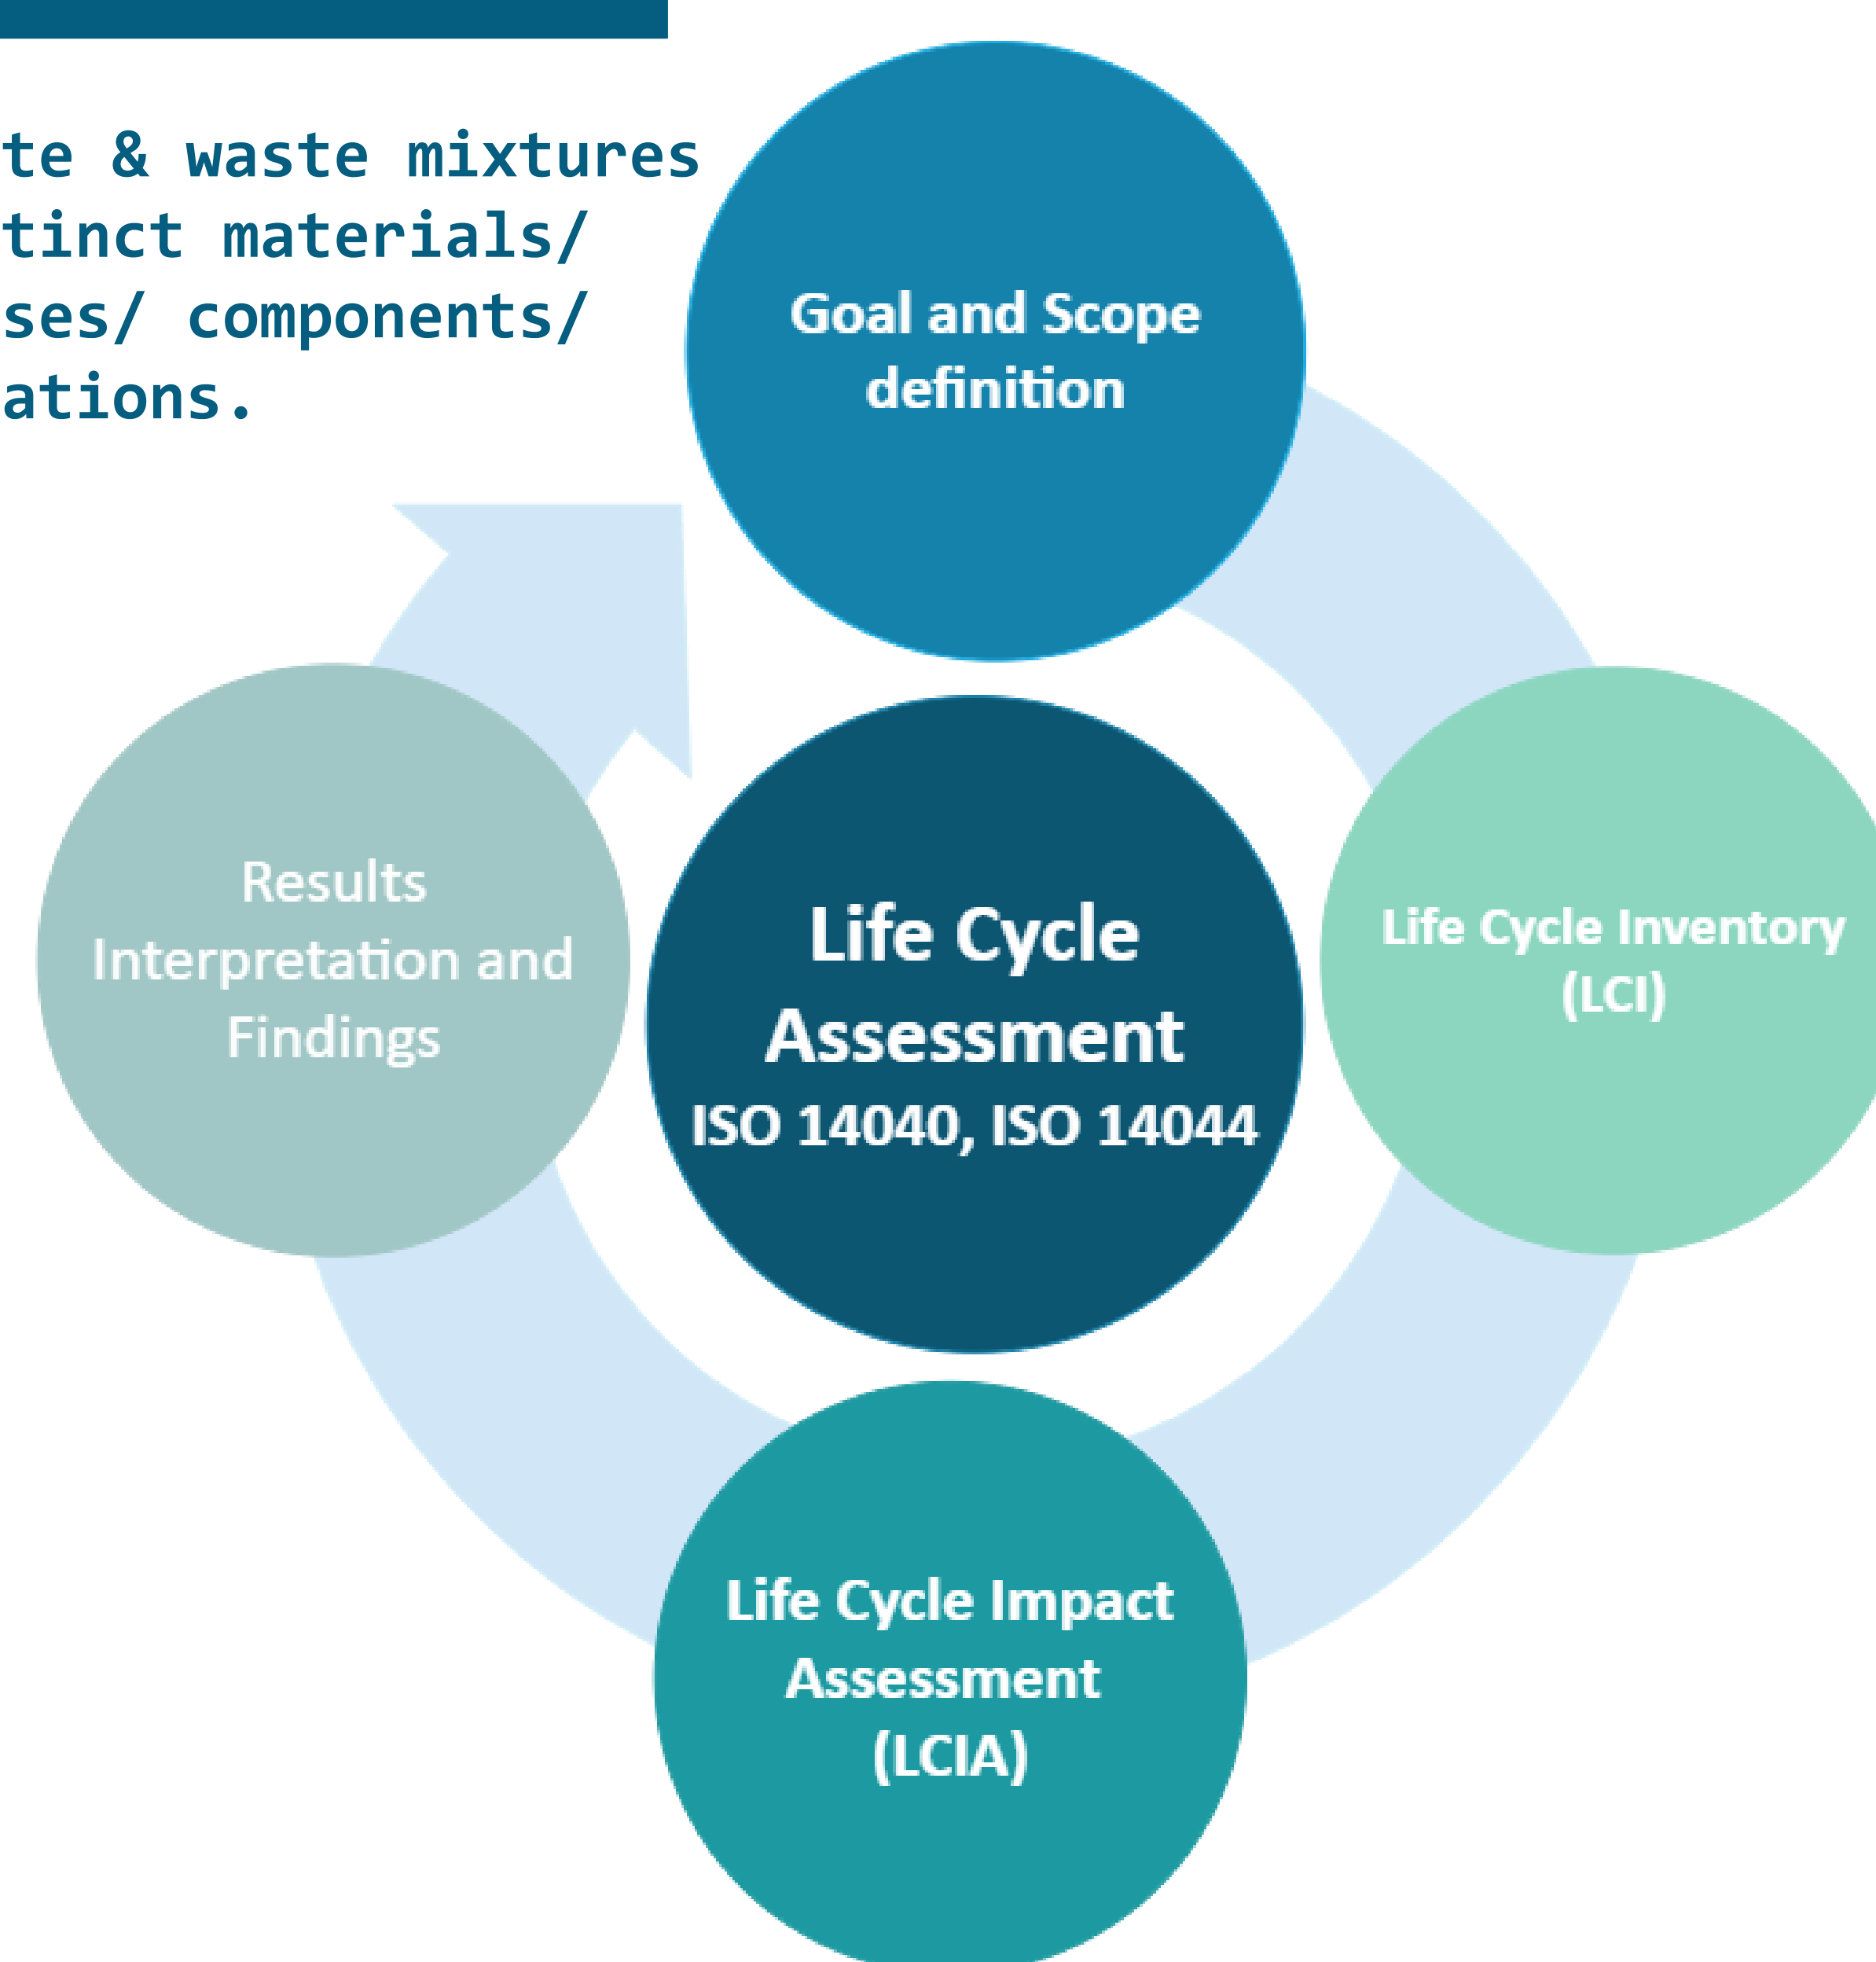 te & waste mixtures
tinct materials/
ses/ components/
ations.
Goal and Scope
definition
Results
Interpretation and
Findings
Life Cycle
Assessment
ISO 14040, ISO 14044
Life Cycle Inventory
(LCI)
Life Cycle Impact
Assessment
(LCIA)